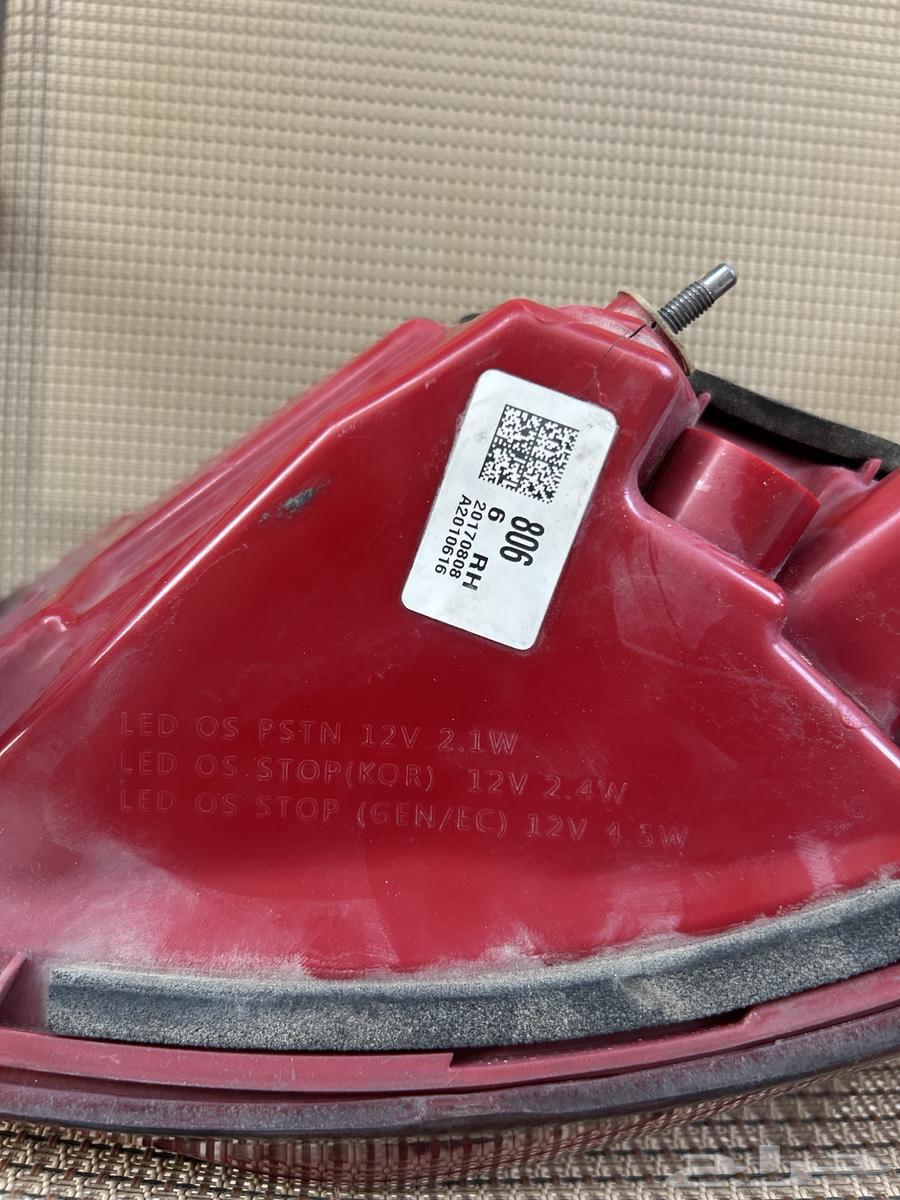 806
6 RH
20170808
A2010616
LED OS PSTN 12V 2.1W
LED OS STOP(KOR) 12V 2.4W
LED OS STOP (GEN/EC) 12V 4.5W
حراج